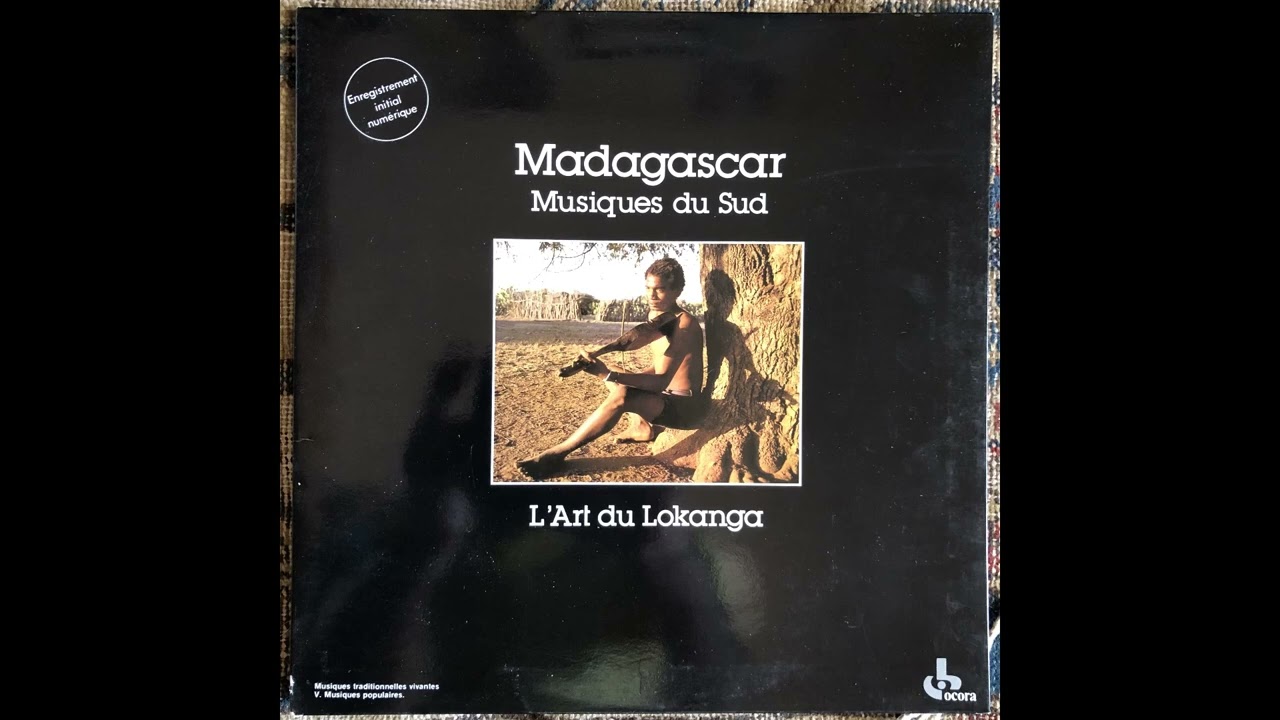 Enregistrement
initial
numérique
Madagascar
Musiques du Sud
L'Art du Lokanga
Musiques traditionnelles vivantes
V. Musiques populaires.
ocora